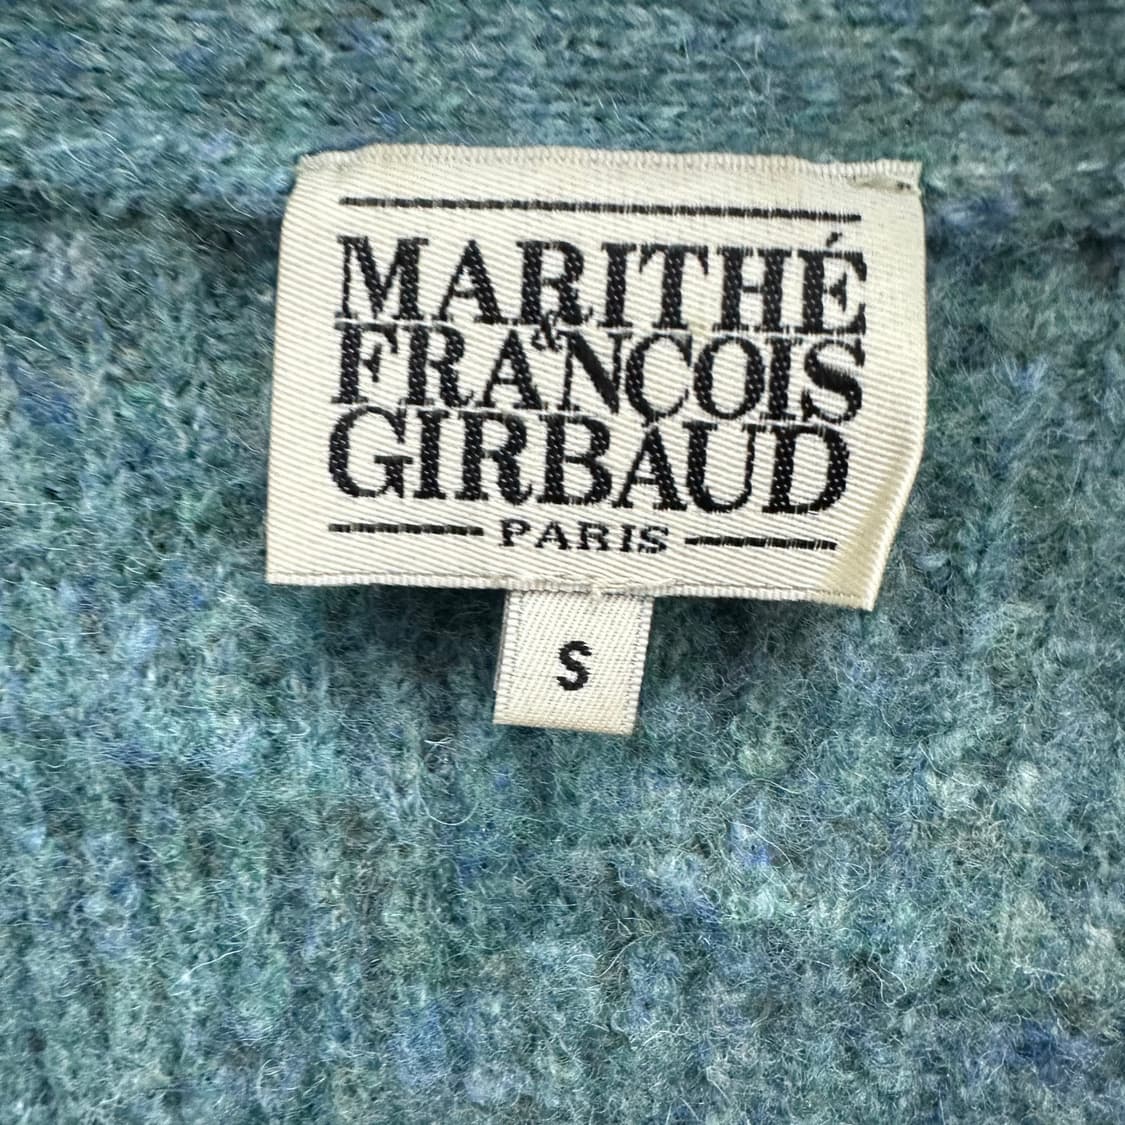 MARITHÉ
&
FRANÇOIS
GIRBAUD
PARIS
S